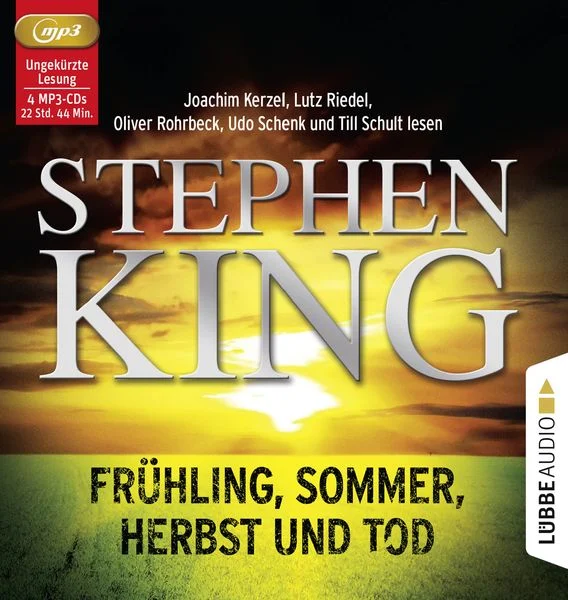 mp3
Ungekürzte
Lesung
4 MP3-CDs
22 Std. 44 Min.
Joachim Kerzel, Lutz Riedel,
Oliver Rohrbeck, Udo Schenk und Till Schult lesen
STEPHEN
KING
FRÜHLING, SOMMER,
HERBST UND TOD
LÜBBE AUDIO